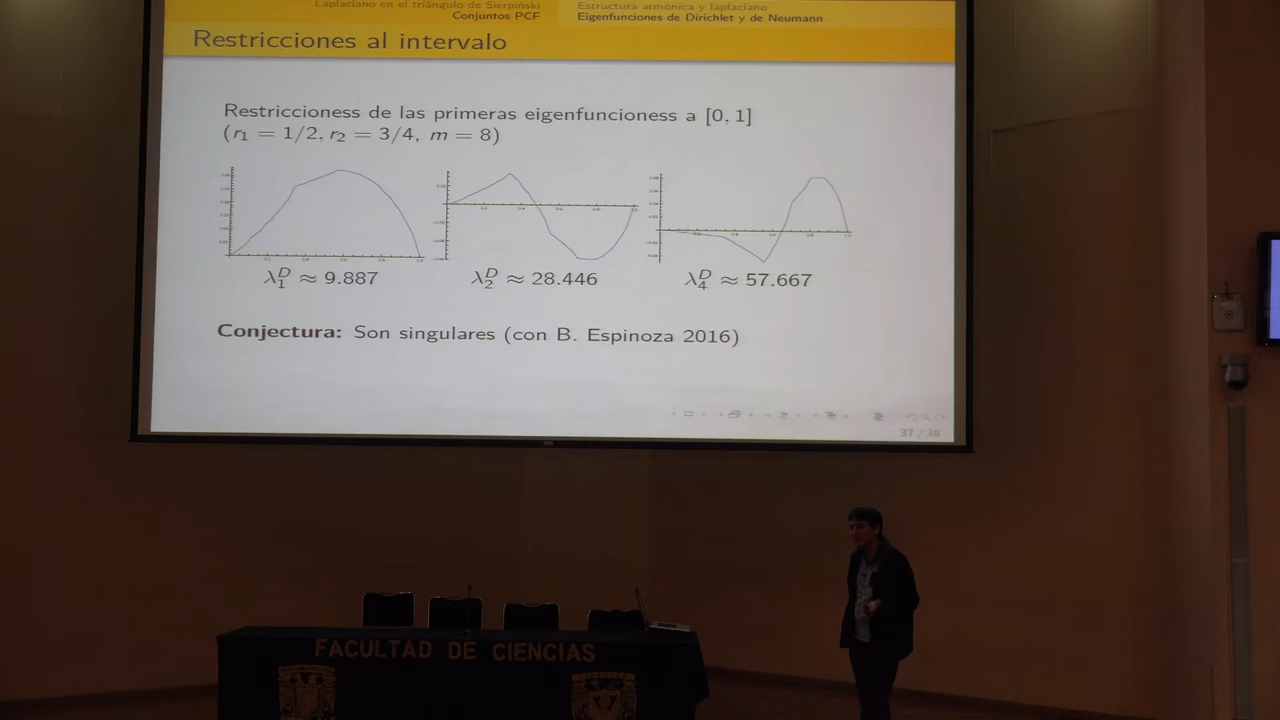 Laplaciano en el triángulo de Sierpiński
Conjuntos PCF
Estructura armónica y laplaciano
Eigenfunciones de Dirichlet y de Neumann
Restricciones al intervalo
Restriccioness de las primeras eigenfuncioness a [0, 1]
(r₁ = 1/2, r₂ = 3/4, m = 8)
λ₁ᴰ ≈ 9.887
λ₂ᴰ ≈ 28.446
λ₄ᴰ ≈ 57.667
Conjectura: Son singulares (con B. Espinoza 2016)
37 / 38
FACULTAD DE CIENCIAS